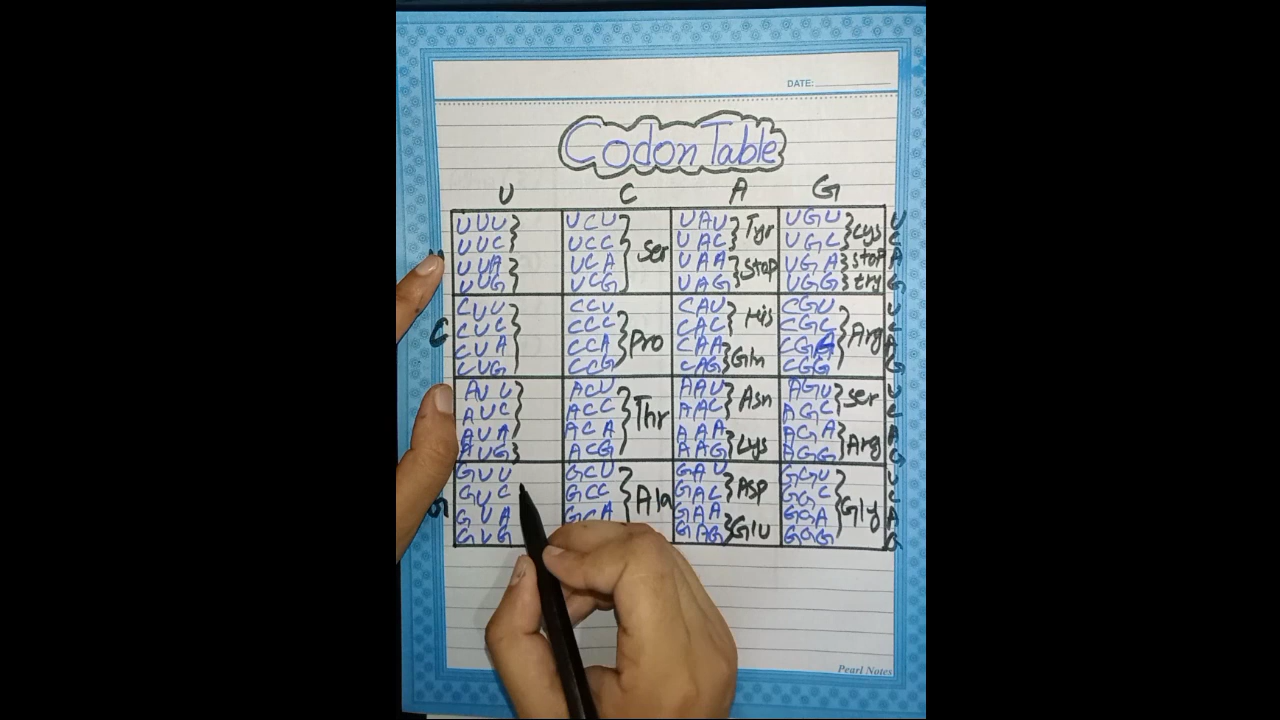 DATE:
Codon Table
U C A G
UUU UCU UAU UGU U
UUC UCC UAC UGC C
Ser Tyr Cys
UUA UCA UAA UGA stop A
UUG UCG UAG UGG try G
Stop
CUU CCU CAU CGU U
CUC CCC CAC CGC C
C Pro His Arg
CUA CCA CAA CGA A
CUG CCG CAG CGG G
Gln
AUU ACU AAU AGU U
AUC ACC AAC AGC C
Thr Asn ser
AUA ACA AAA AGA A
AUG ACG AAG AGG G
Lys Arg
GUU GCU GAU GGU U
GUC GCC GAC GGC C
G Ala Asp Gly
GUA GCA GAA GGA A
GUG GAG GGG G
Glu
Pearl Notes